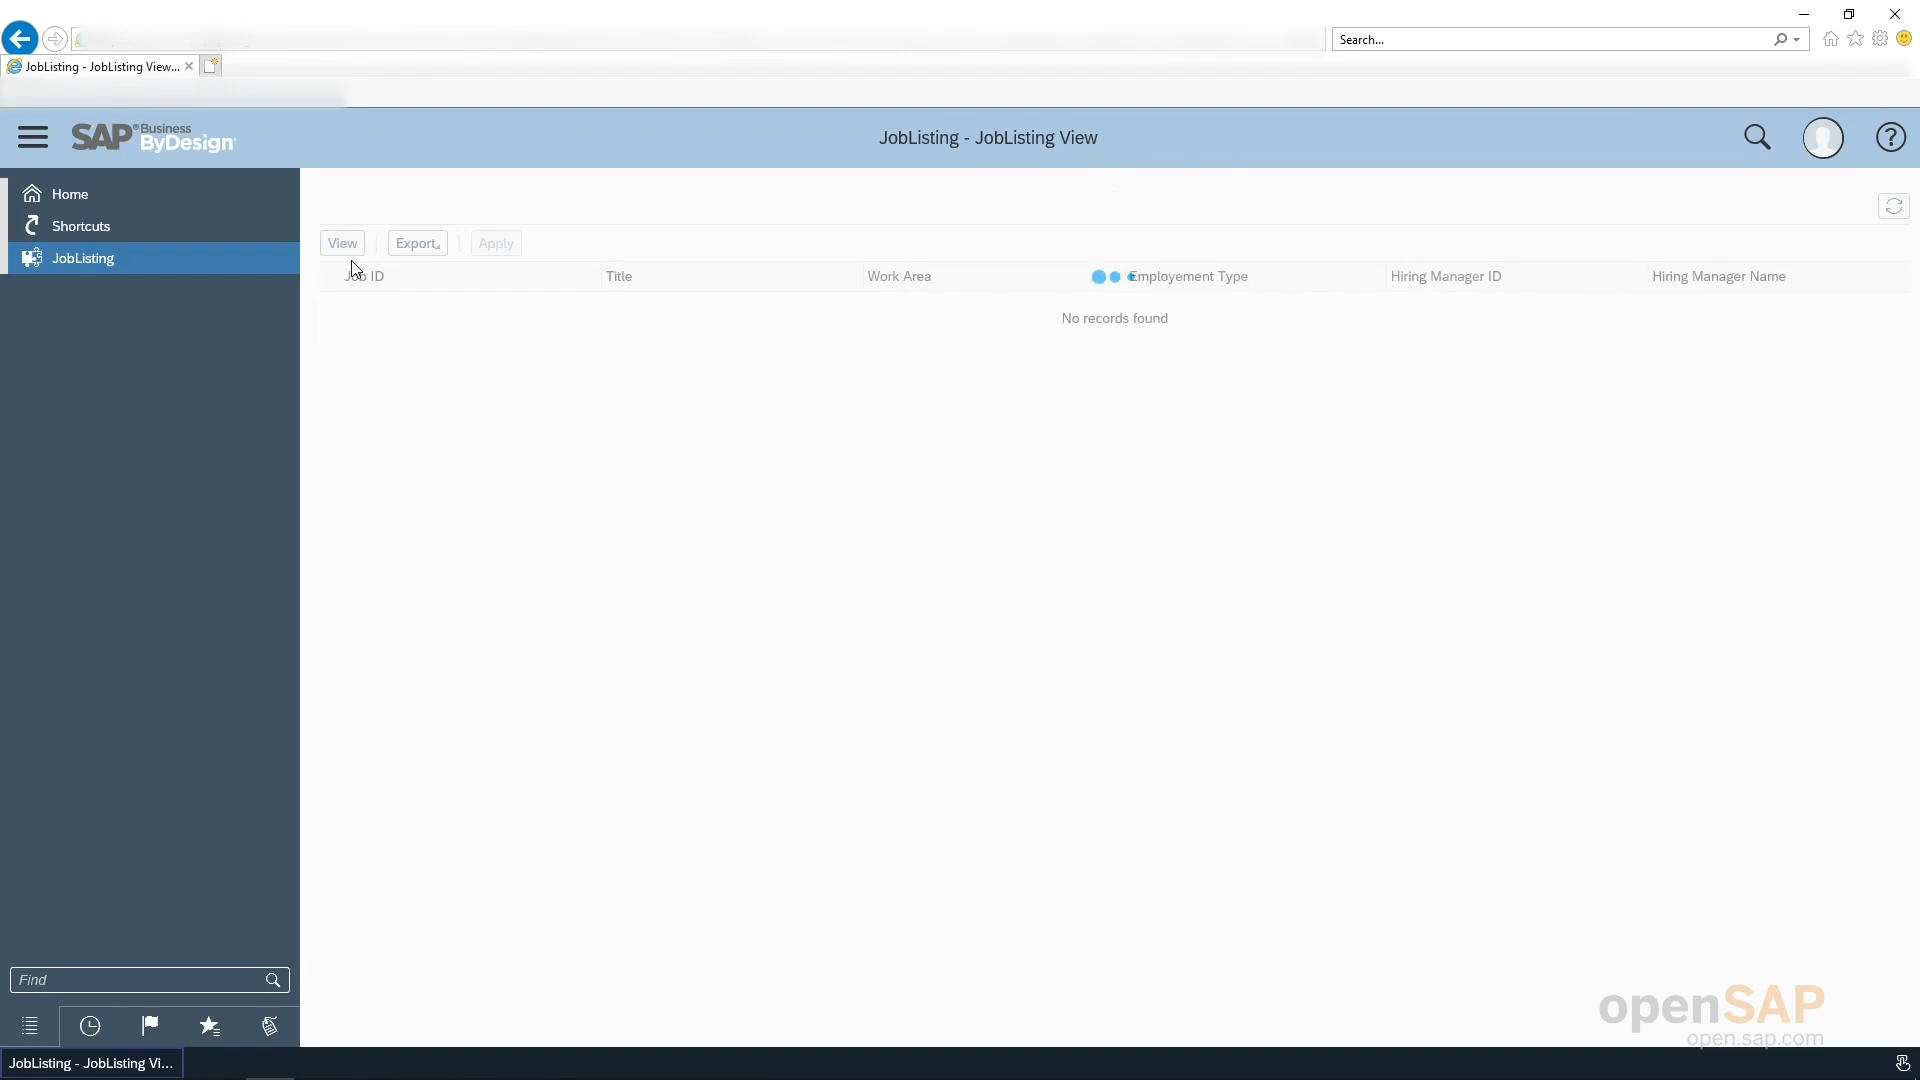 Search...
JobListing - JobListing View...
SAP® Business
ByDesign
JobListing - JobListing View
?
Home
Shortcuts
JobListing
View
Export
Apply
Job ID
Title
Work Area
Employement Type
Hiring Manager ID
Hiring Manager Name
No records found
Find
openSAP
open.sap.com
JobListing - JobListing Vi...